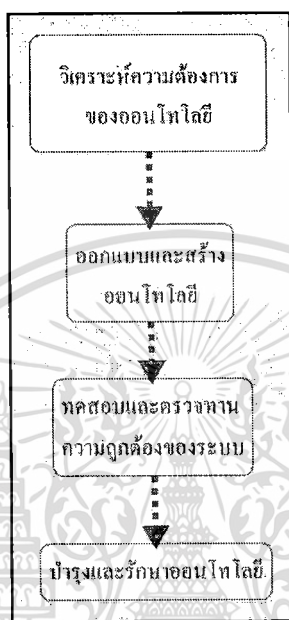 วิเคราะห์ความต้องการ
ของออนโทโลยี
ออกแบบและสร้าง
ออนโทโลยี
ทดสอบและตรวจทาน
ความถูกต้องของระบบ
บำรุงและรักษาออนโทโลยี